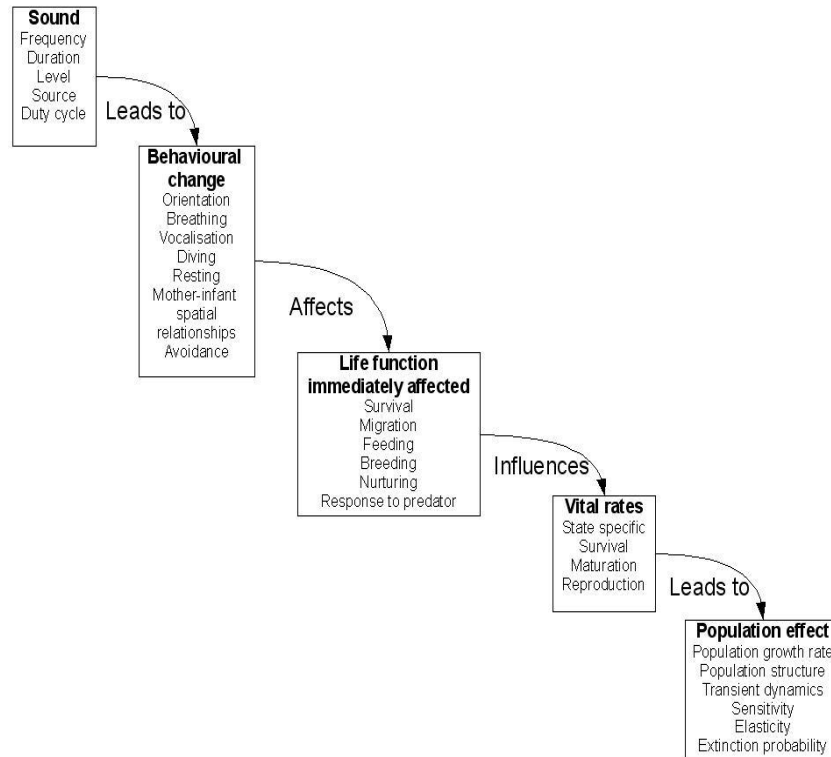 Sound
Frequency
Duration
Level
Source
Duty cycle
Leads to
Behavioural
change
Orientation
Breathing
Vocalisation
Diving
Resting
Mother-infant
spatial
relationships
Avoidance
Affects
Life function
immediately affected
Survival
Migration
Feeding
Breeding
Nurturing
Response to predator
Influences
Vital rates
State specific
Survival
Maturation
Reproduction
Leads to
Population effect
Population growth rate
Population structure
Transient dynamics
Sensitivity
Elasticity
Extinction probability